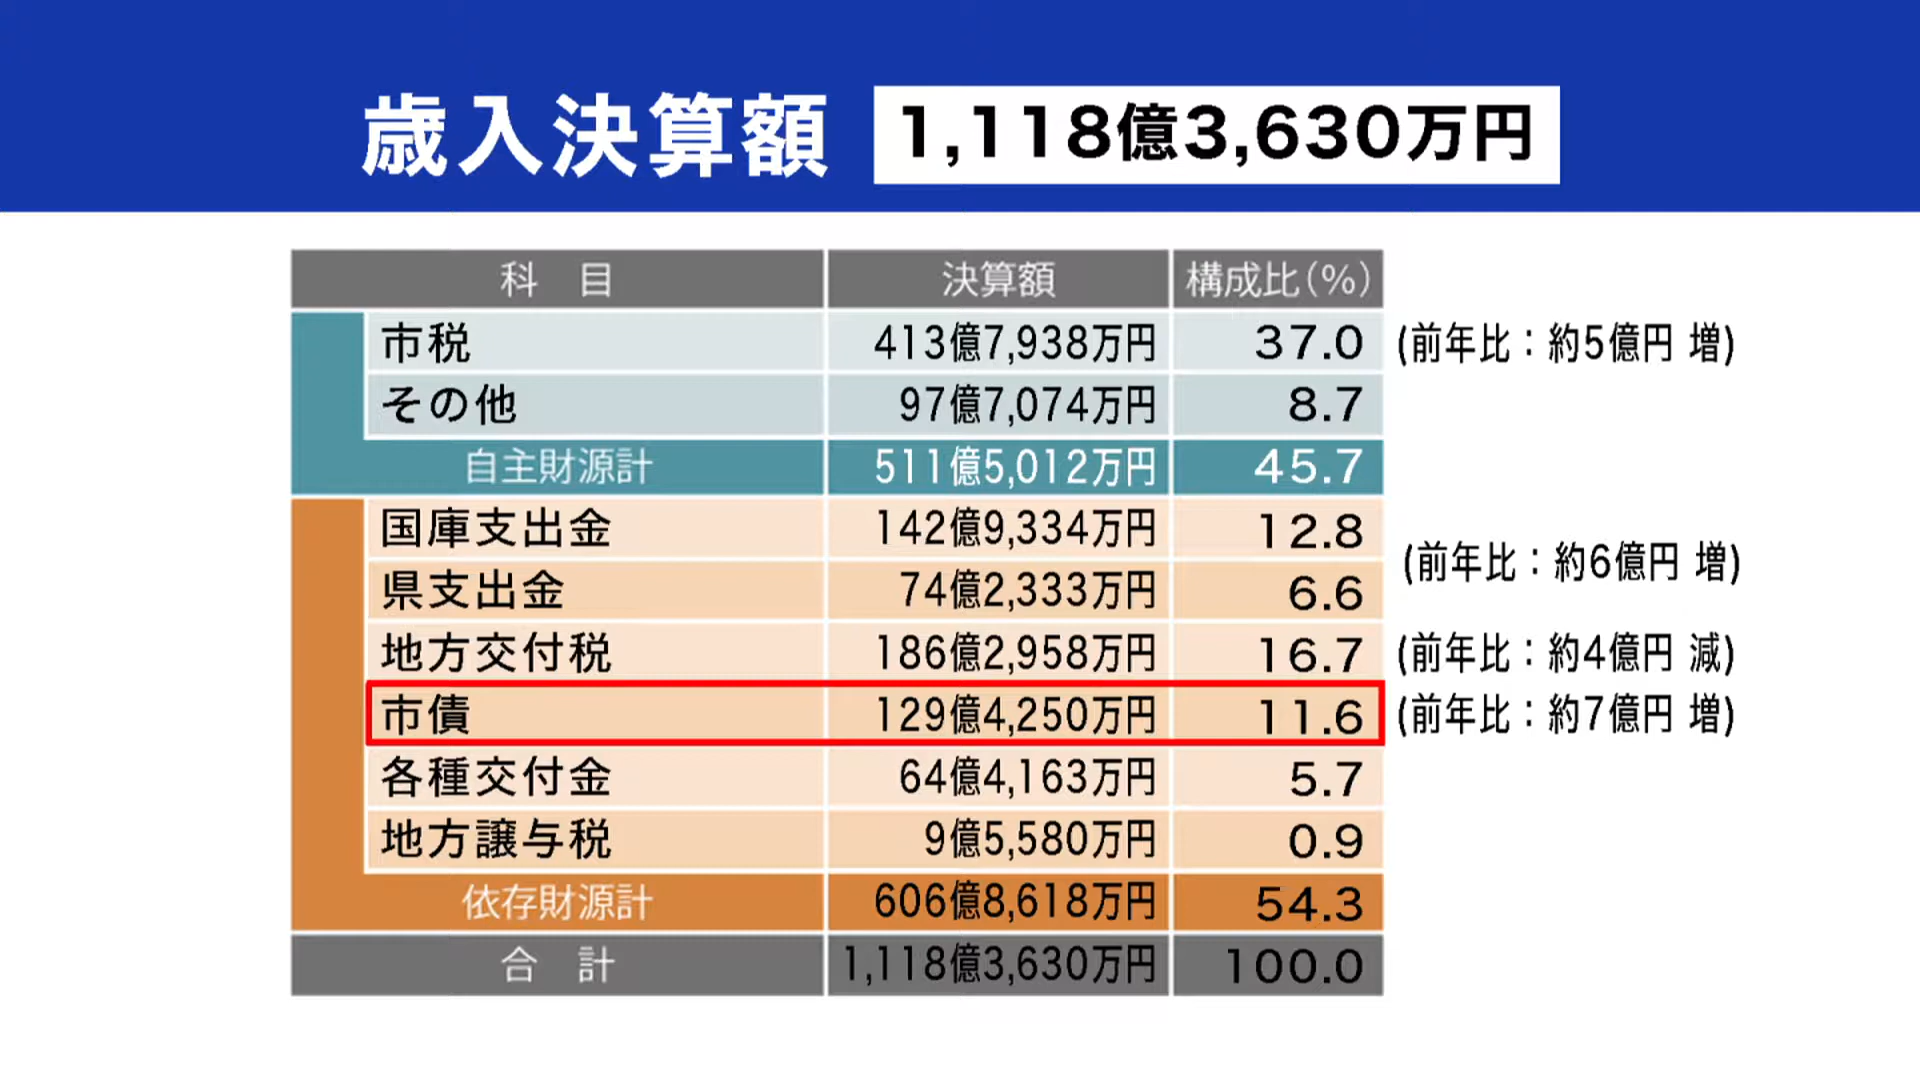 歳入決算額 1,118億3,630万円
科 目 決算額 構成比(%)
市税 413億7,938万円 37.0 (前年比:約5億円 増)
その他 97億7,074万円 8.7
自主財源計 511億5,012万円 45.7
国庫支出金 142億9,334万円 12.8
(前年比:約6億円 増)
県支出金 74億2,333万円 6.6
地方交付税 186億2,958万円 16.7 (前年比:約4億円 減)
市債 129億4,250万円 11.6 (前年比:約7億円 増)
各種交付金 64億4,163万円 5.7
地方譲与税 9億5,580万円 0.9
依存財源計 606億8,618万円 54.3
合 計 1,118億3,630万円 100.0